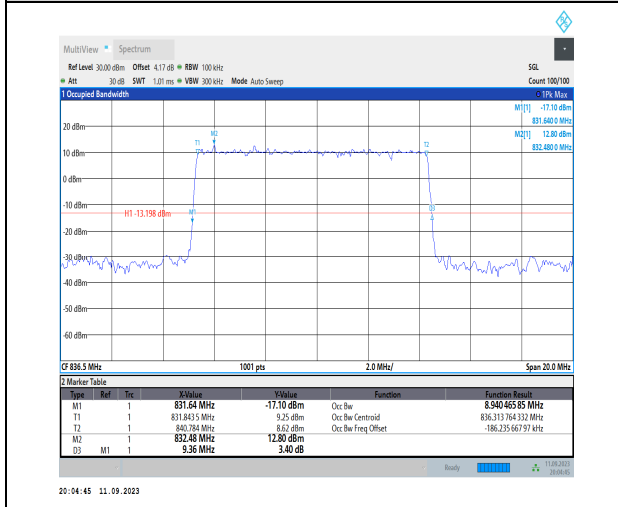 MultiView Spectrum
Ref Level 30.00 dBm Offset 4.17 dB RBW 100 kHz SGL
Att 30 dB SWT 1.01 ms VBW 300 kHz Mode Auto Sweep Count 100/100
1 Occupied Bandwidth 1Pk Max
M1[1] -17.10 dBm
831.640 0 MHz
M2[1] 12.80 dBm
832.480 0 MHz
20 dBm
M2
T1
T2
10 dBm
0 dBm
-10 dBm
H1 -13.198 dBm
M1
D3
-20 dBm
-30 dBm
-40 dBm
-50 dBm
-60 dBm
CF 836.5 MHz 1001 pts 2.0 MHz/ Span 20.0 MHz
2 Marker Table
Type Ref Trc X-Value Y-Value Function Function Result
M1 1 831.64 MHz -17.10 dBm Occ Bw 8.940 465 85 MHz
T1 1 831.843 5 MHz 9.25 dBm Occ Bw Centroid 836.313 764 332 MHz
T2 1 840.784 MHz 8.62 dBm Occ Bw Freq Offset -186.235 667 97 kHz
M2 1 832.48 MHz 12.80 dBm
D3 M1 1 9.36 MHz 3.40 dB
Ready 11.09.2023
20:04:45
20:04:45 11.09.2023